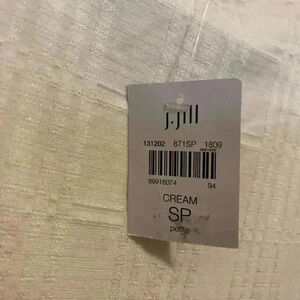 J.Jill
131202 871SP 1809
89916074 94
CREAM
SP
petite